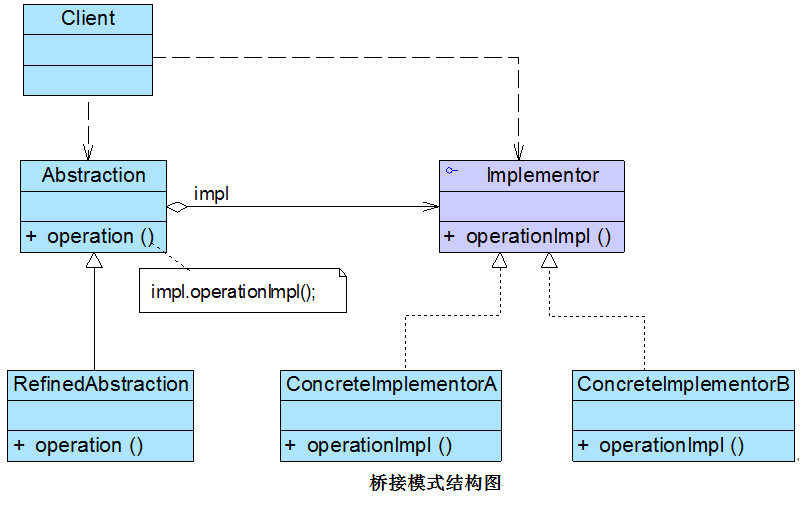 Client
Abstraction
+ operation ()
impl
Implementor
+ operationImpl ()
impl.operationImpl();
RefinedAbstraction
+ operation ()
ConcreteImplementorA
+ operationImpl ()
ConcreteImplementorB
+ operationImpl ()
桥接模式结构图